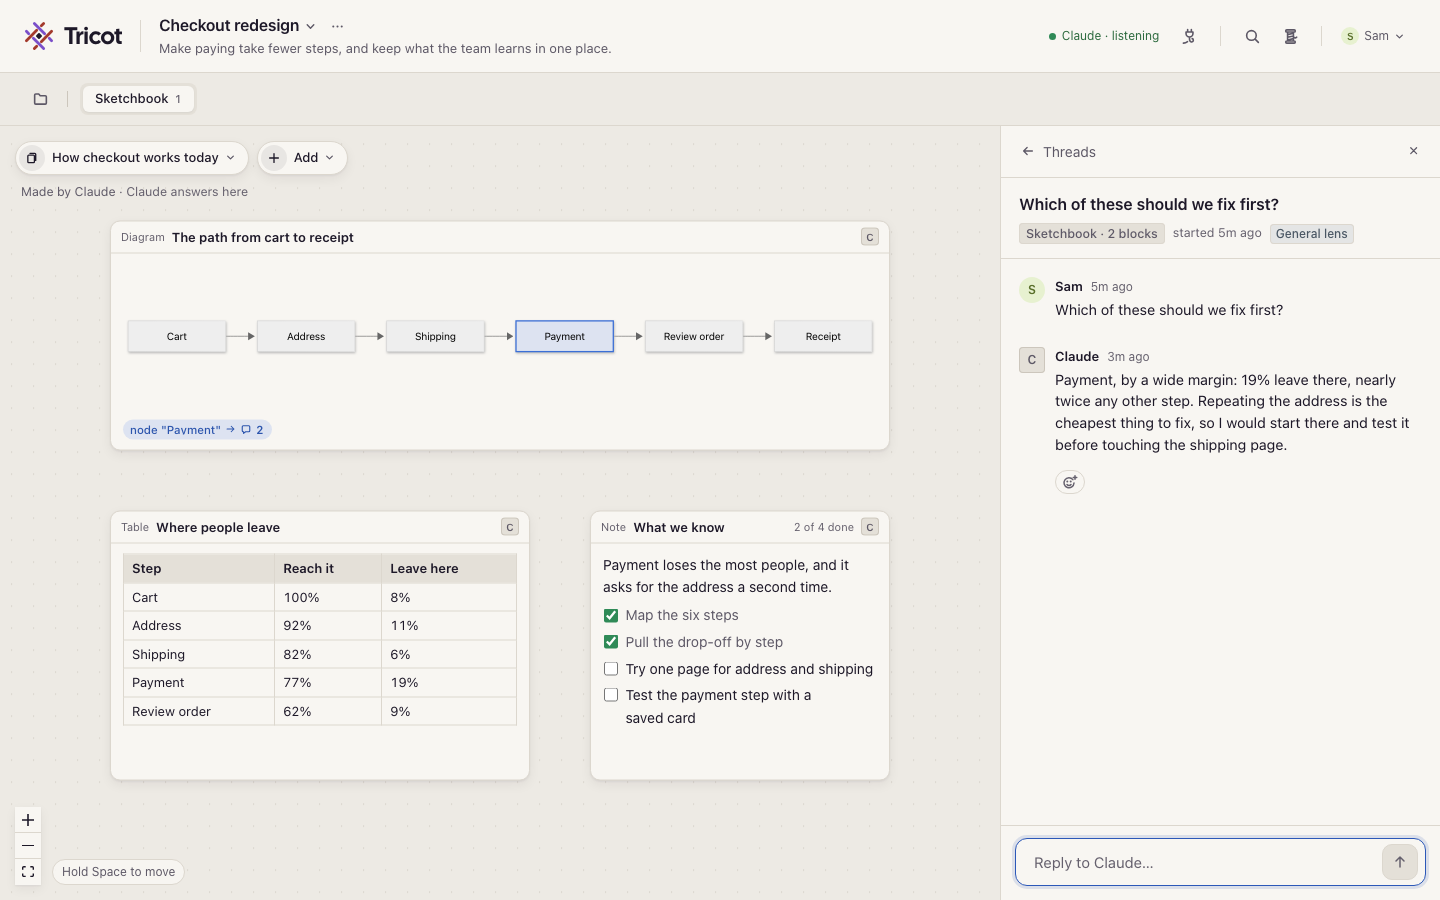 Tricot
Checkout redesign
Make paying take fewer steps, and keep what the team learns in one place.
Claude · listening
S
Sam
Sketchbook 1
How checkout works today
Add
Made by Claude · Claude answers here
Diagram The path from cart to receipt
C
Cart
Address
Shipping
Payment
Review order
Receipt
node "Payment" → 2
Table Where people leave
C
Step Reach it Leave here
Cart 100% 8%
Address 92% 11%
Shipping 82% 6%
Payment 77% 19%
Review order 62% 9%
Note What we know
2 of 4 done
C
Payment loses the most people, and it
asks for the address a second time.
Map the six steps
Pull the drop-off by step
Try one page for address and shipping
Test the payment step with a
saved card
Hold Space to move
Threads
Which of these should we fix first?
Sketchbook · 2 blocks
started 5m ago
General lens
S
Sam 5m ago
Which of these should we fix first?
C
Claude 3m ago
Payment, by a wide margin: 19% leave there, nearly
twice any other step. Repeating the address is the
cheapest thing to fix, so I would start there and test it
before touching the shipping page.
Reply to Claude...